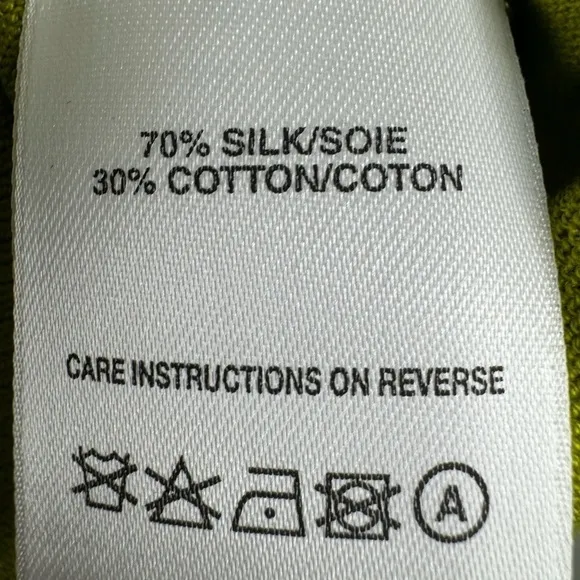 70% SILK/SOIE
30% COTTON/COTON
CARE INSTRUCTIONS ON REVERSE
A